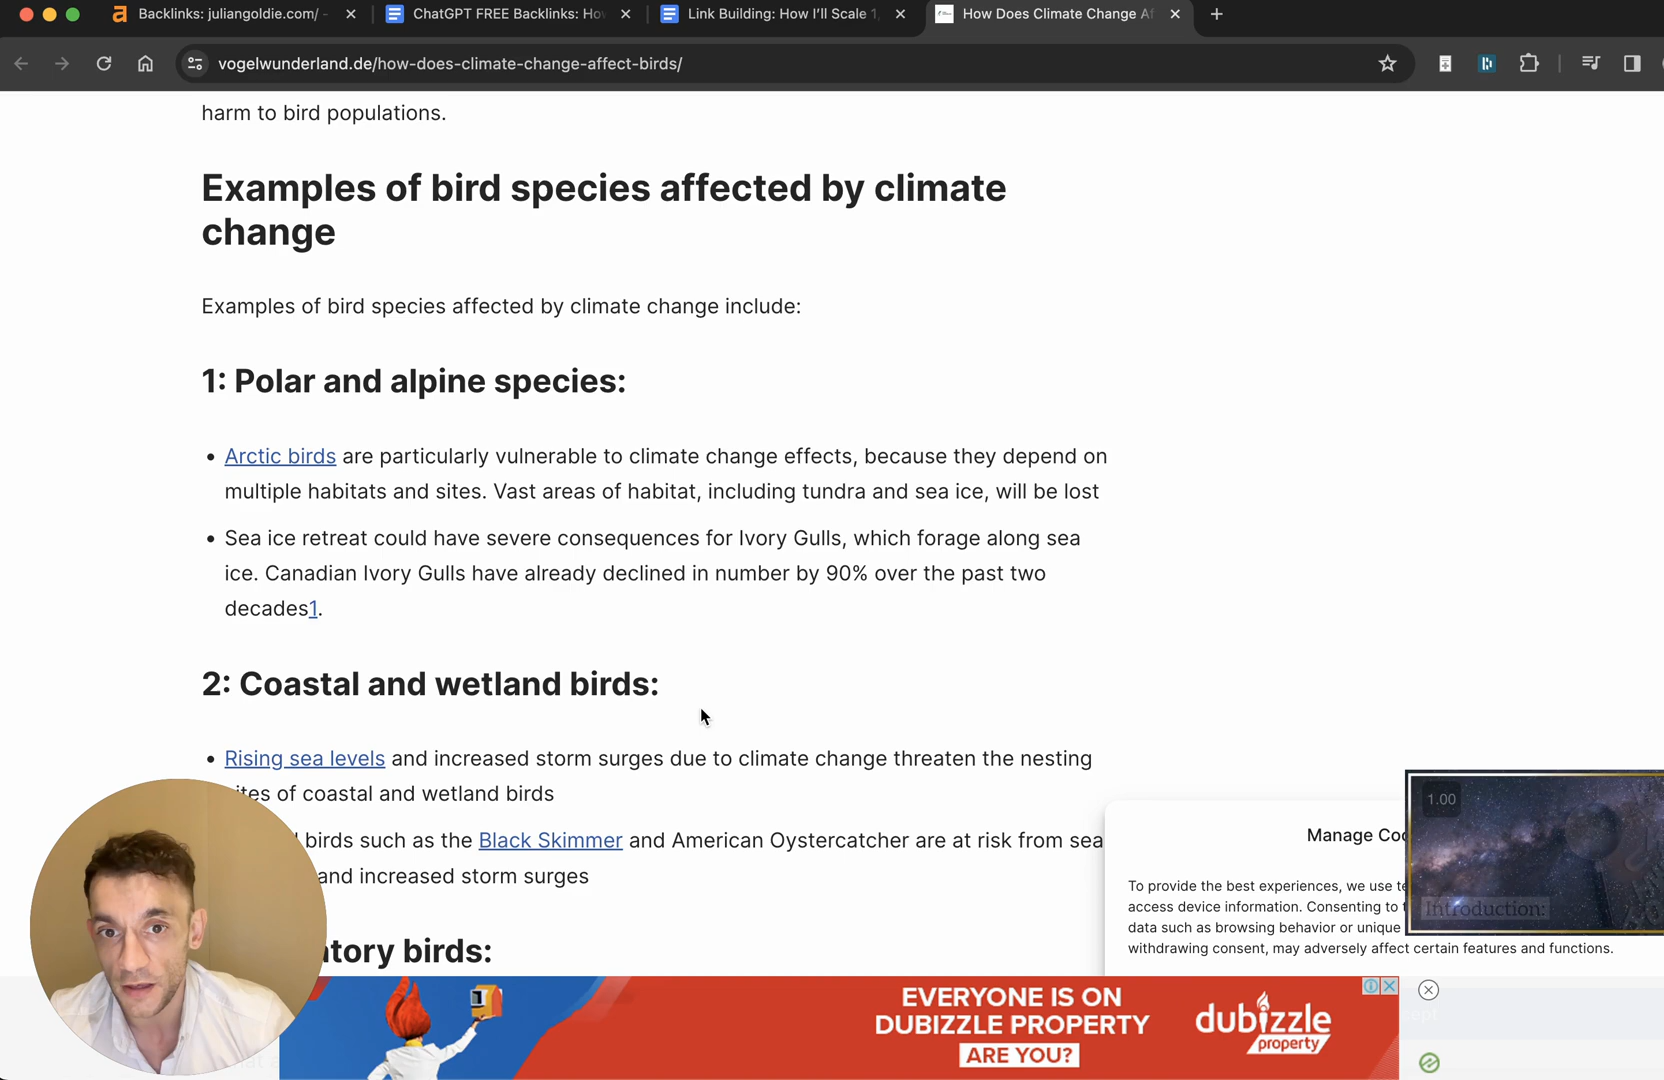 Backlinks: juliangoldie.com/ -
ChatGPT FREE Backlinks: How
Link Building: How I'll Scale 1,
How Does Climate Change Af
vogelwunderland.de/how-does-climate-change-affect-birds/
harm to bird populations.
Examples of bird species affected by climate
change
Examples of bird species affected by climate change include:
1: Polar and alpine species:
• Arctic birds are particularly vulnerable to climate change effects, because they depend on
multiple habitats and sites. Vast areas of habitat, including tundra and sea ice, will be lost
• Sea ice retreat could have severe consequences for Ivory Gulls, which forage along sea
ice. Canadian Ivory Gulls have already declined in number by 90% over the past two
decades1.
2: Coastal and wetland birds:
• Rising sea levels and increased storm surges due to climate change threaten the nesting
ites of coastal and wetland birds
birds such as the Black Skimmer and American Oystercatcher are at risk from sea
and increased storm surges
atory birds:
Manage Coo
To provide the best experiences, we use te
access device information. Consenting to t
data such as browsing behavior or unique
withdrawing consent, may adversely affect certain features and functions.
1.00
Introduction:
EVERYONE IS ON
DUBIZZLE PROPERTY
ARE YOU?
dubizzle
property
cept